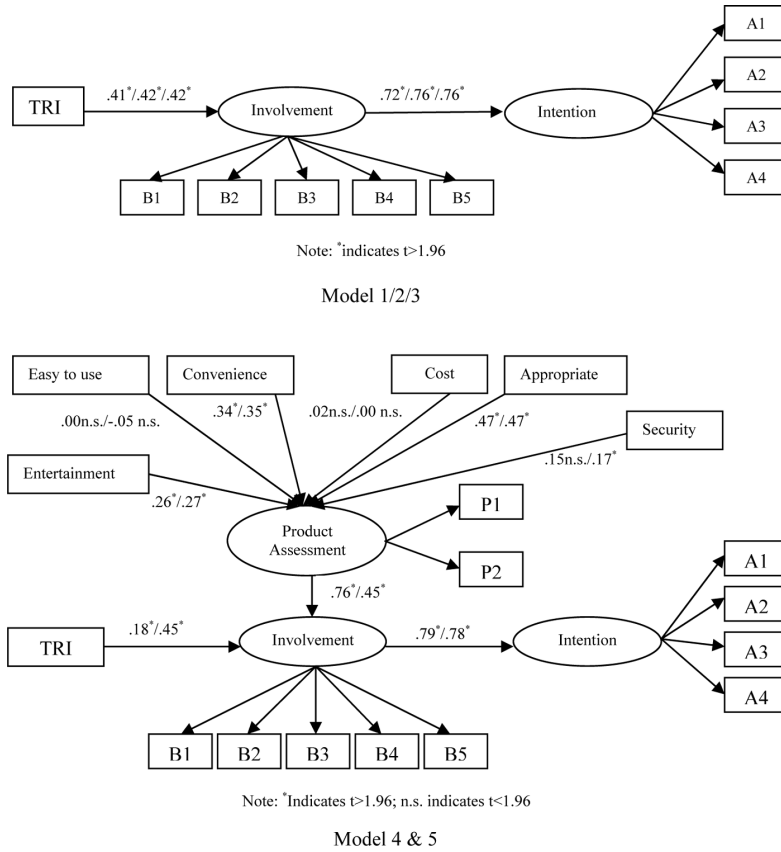 A1
A2
.41*/.42*/.42*
.72*/.76*/.76*
TRI
Involvement
Intention
A3
A4
B1 B2 B3 B4 B5
Note: *indicates t>1.96
Model 1/2/3
Easy to use
Convenience
Cost
Appropriate
.00n.s./-.05 n.s.
.34*/.35*
.02n.s./.00 n.s.
.47*/.47*
Security
Entertainment
.26*/.27*
.15n.s./.17*
Product
Assessment
P1
P2
.76*/.45*
A1
A2
TRI
.18*/.45*
Involvement
.79*/.78*
Intention
A3
A4
B1 B2 B3 B4 B5
Note: *Indicates t>1.96; n.s. indicates t<1.96
Model 4 & 5